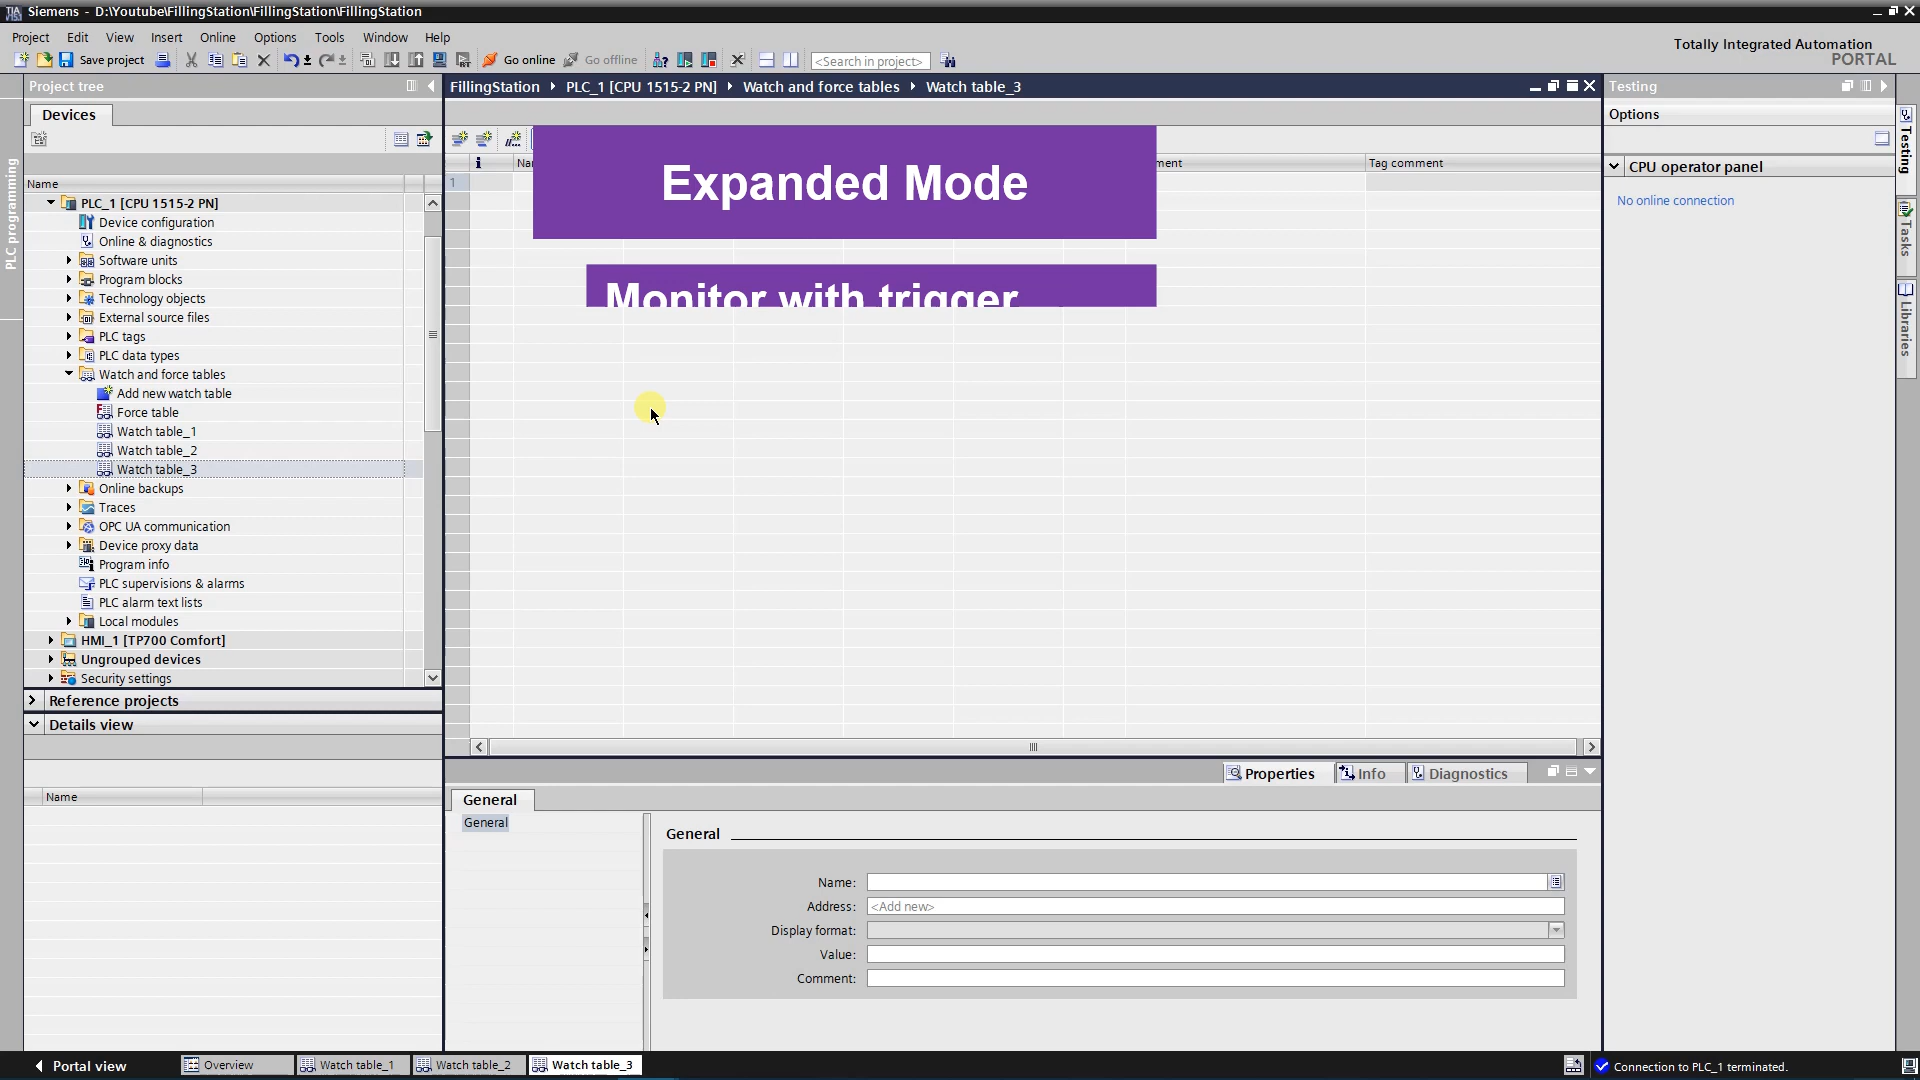 Siemens - D:\Youtube\FillingStation\FillingStation\FillingStation
Project Edit View Insert Online Options Tools Window Help
Totally Integrated Automation
PORTAL
Save project
Go online
Go offline
<Search in project>
Project tree
Devices
PLC programming
Name
PLC_1 [CPU 1515-2 PN]
Device configuration
Online & diagnostics
Software units
Program blocks
Technology objects
External source files
PLC tags
PLC data types
Watch and force tables
Add new watch table
Force table
Watch table_1
Watch table_2
Watch table_3
Online backups
Traces
OPC UA communication
Device proxy data
Program info
PLC supervisions & alarms
PLC alarm text lists
Local modules
HMI_1 [TP700 Comfort]
Ungrouped devices
Security settings
Reference projects
Details view
Name
FillingStation PLC_1 [CPU 1515-2 PN] Watch and force tables Watch table_3
Tag comment
1
Expanded Mode
Monitor with trigger
Properties Info Diagnostics
General
General
General
Name:
Address: <Add new>
Display format:
Value:
Comment:
Testing
Options
CPU operator panel
No online connection
Testing
Tasks
Libraries
Portal view
Overview
Watch table_1
Watch table_2
Watch table_3
Connection to PLC_1 terminated.